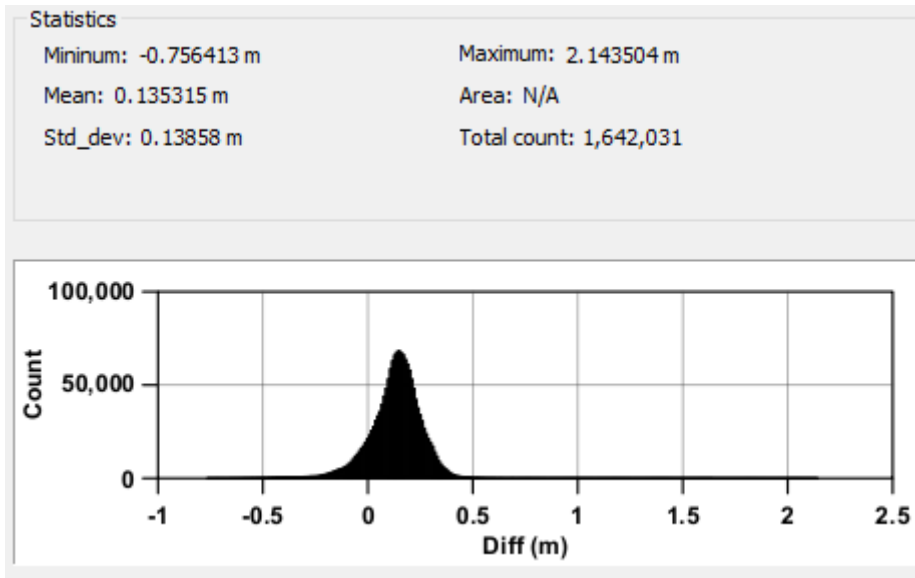 Statistics
Mininum: -0.756413 m
Maximum: 2.143504 m
Mean: 0.135315 m
Area: N/A
Std_dev: 0.13858 m
Total count: 1,642,031
100,000
50,000
0
Count
-1 -0.5 0 0.5 1 1.5 2 2.5
Diff (m)